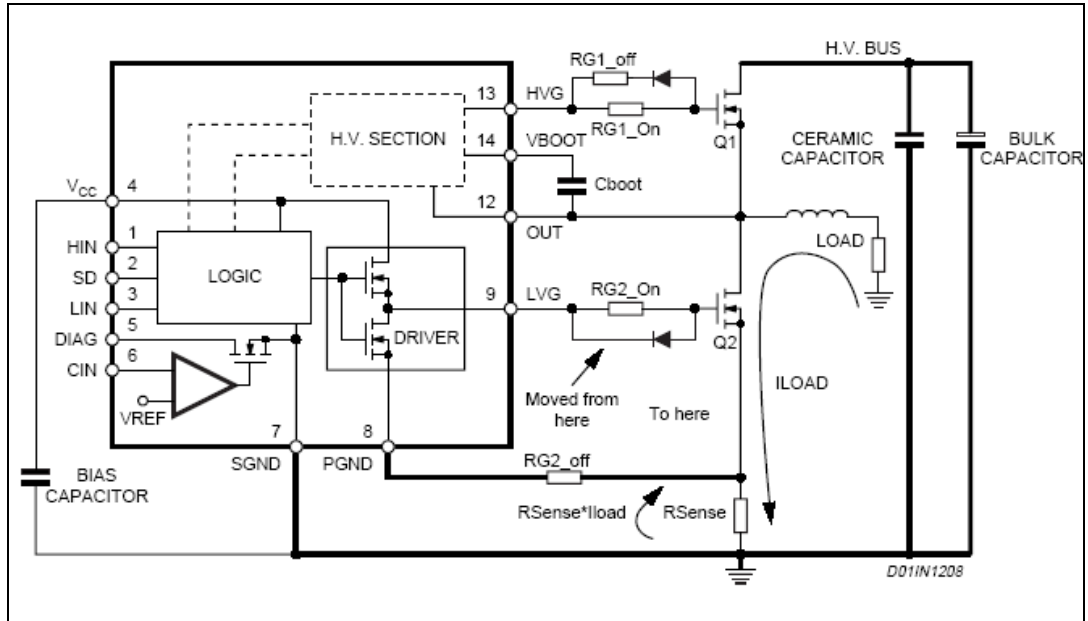 H.V. BUS
RG1_off
13
HVG
RG1_On
Q1
H.V. SECTION
14
VBOOT
CERAMIC
CAPACITOR
BULK
CAPACITOR
Cboot
VCC
4
12
OUT
HIN
1
LOGIC
LOAD
SD
2
LIN
3
9
LVG
RG2_On
DIAG
5
DRIVER
Q2
CIN
6
ILOAD
VREF
Moved from
here
To here
7
8
SGND
PGND
RG2_off
BIAS
CAPACITOR
RSense*Iload
RSense
D01IN1208